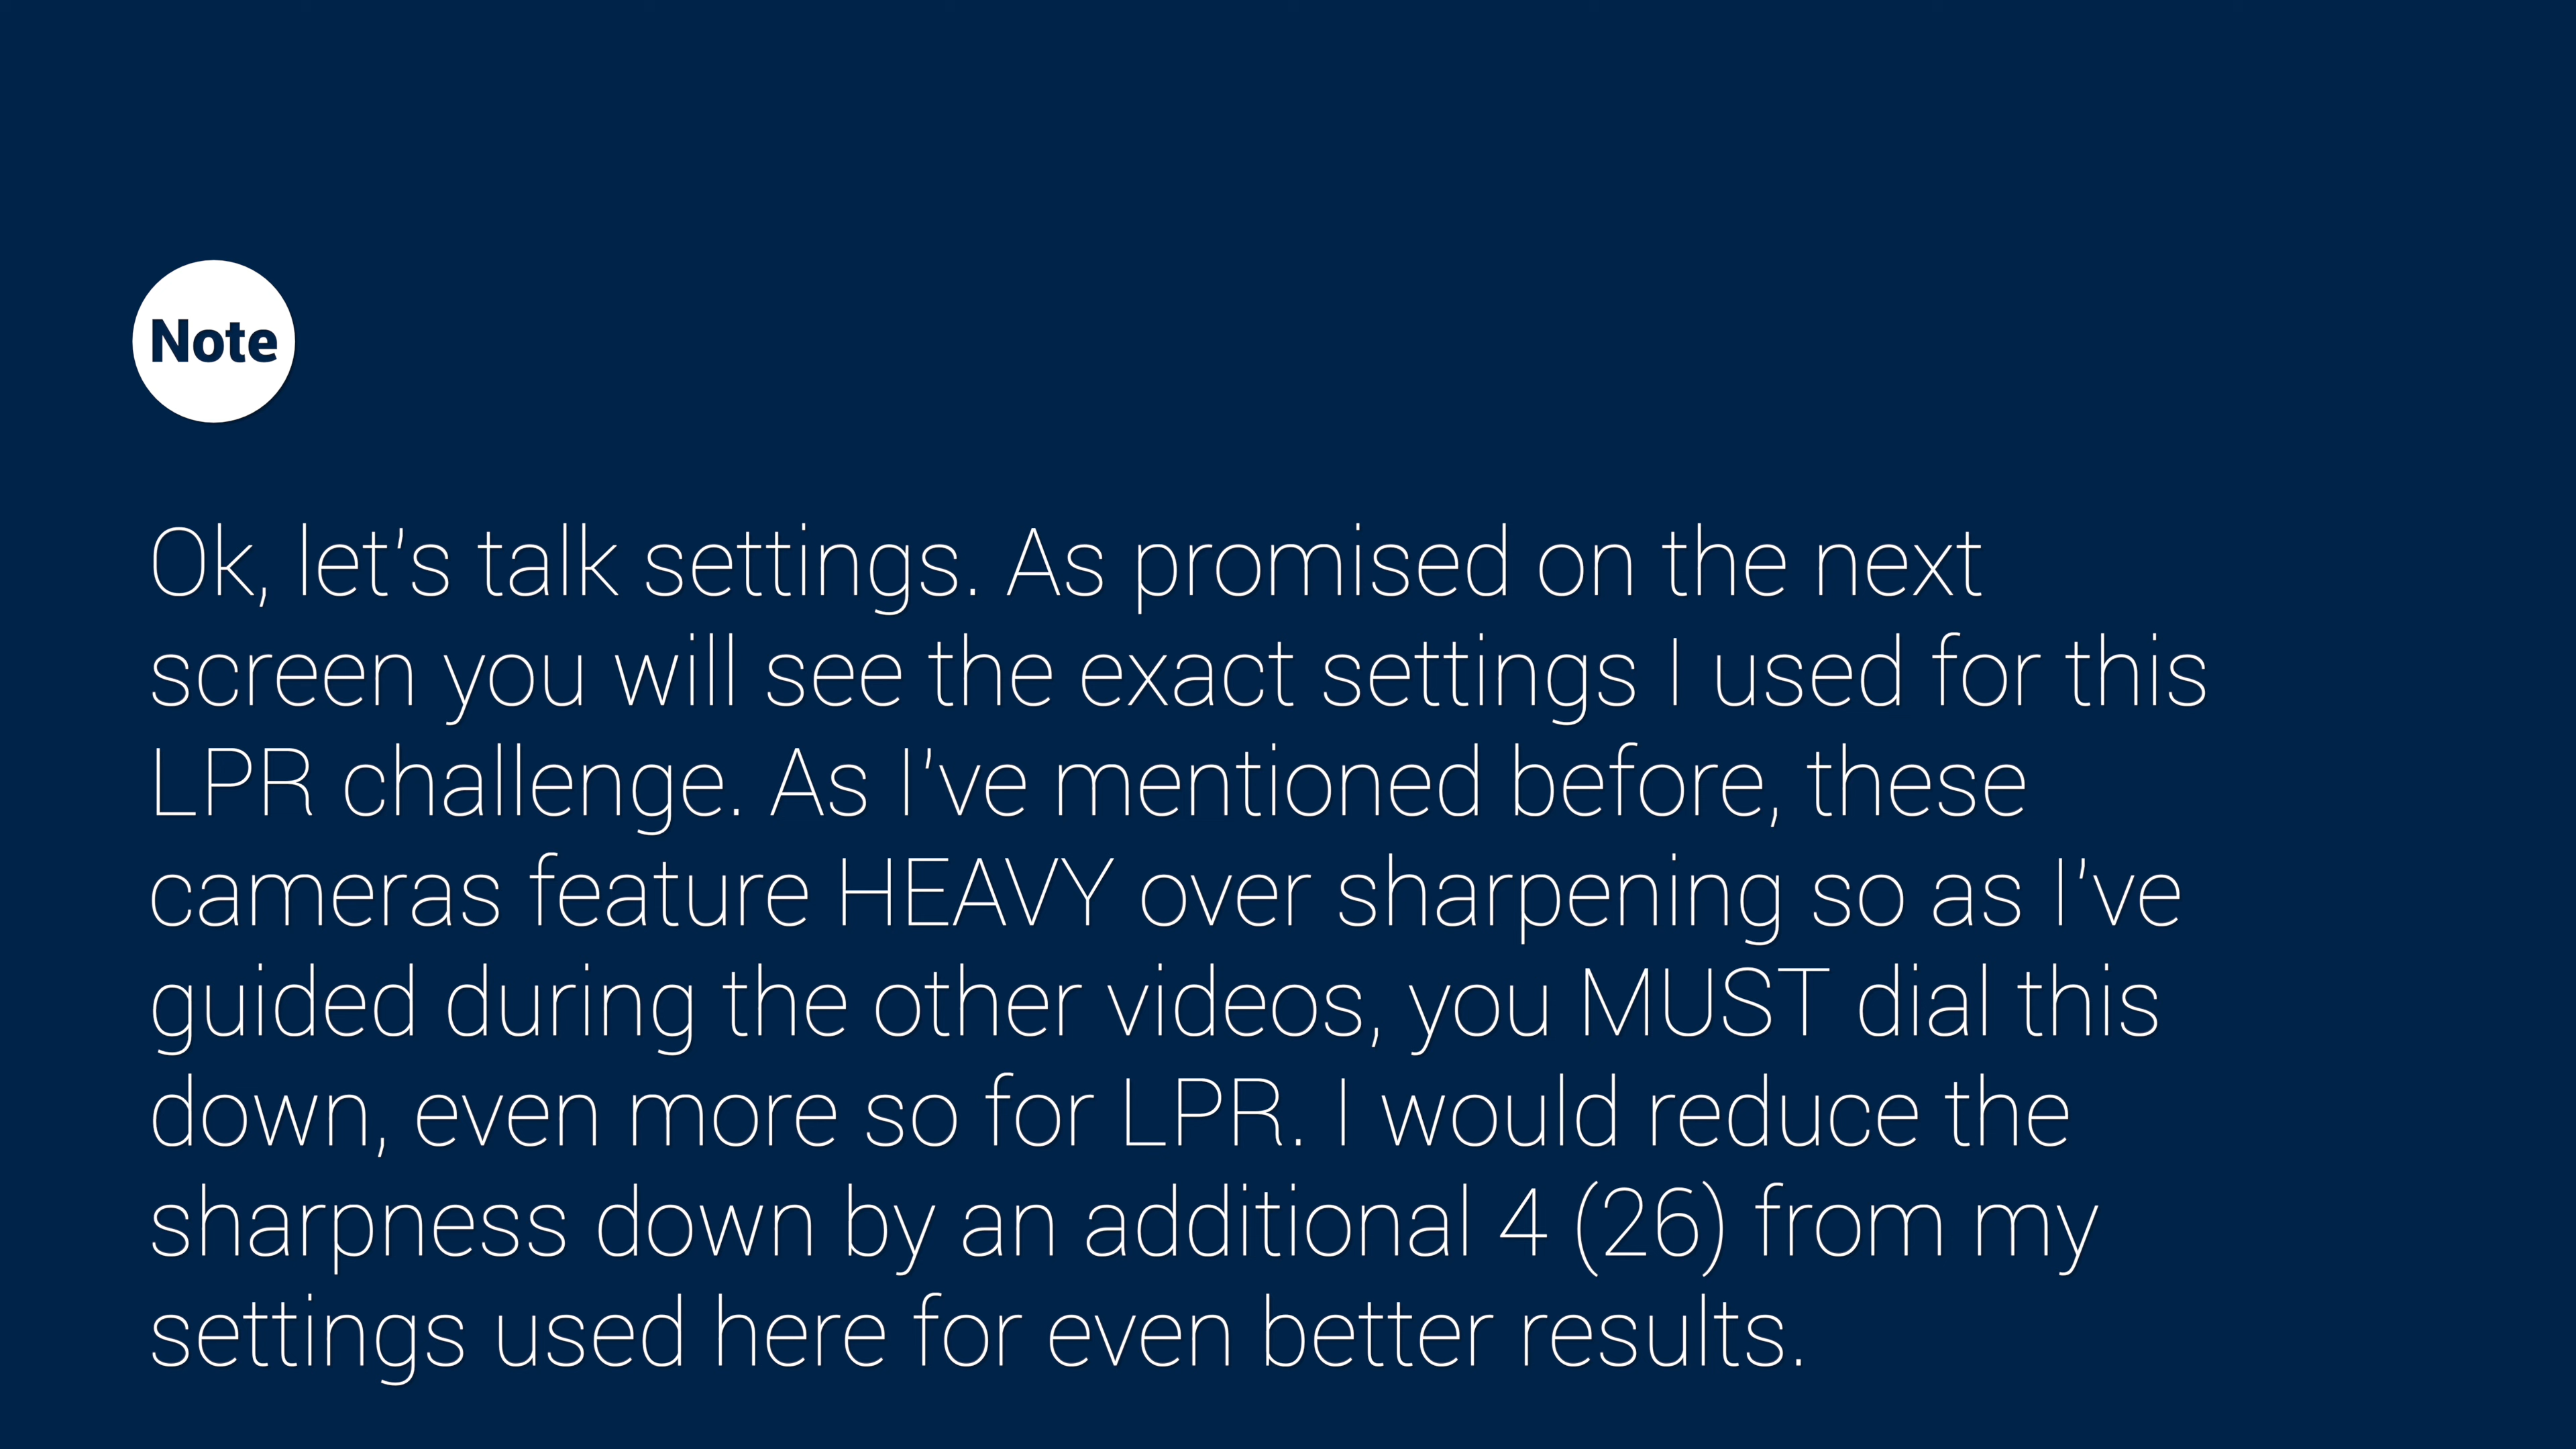 Note
Ok, let's talk settings. As promised on the next
screen you will see the exact settings I used for this
LPR challenge. As I've mentioned before, these
cameras feature HEAVY over sharpening so as I've
guided during the other videos, you MUST dial this
down, even more so for LPR. I would reduce the
sharpness down by an additional 4 (26) from my
settings used here for even better results.